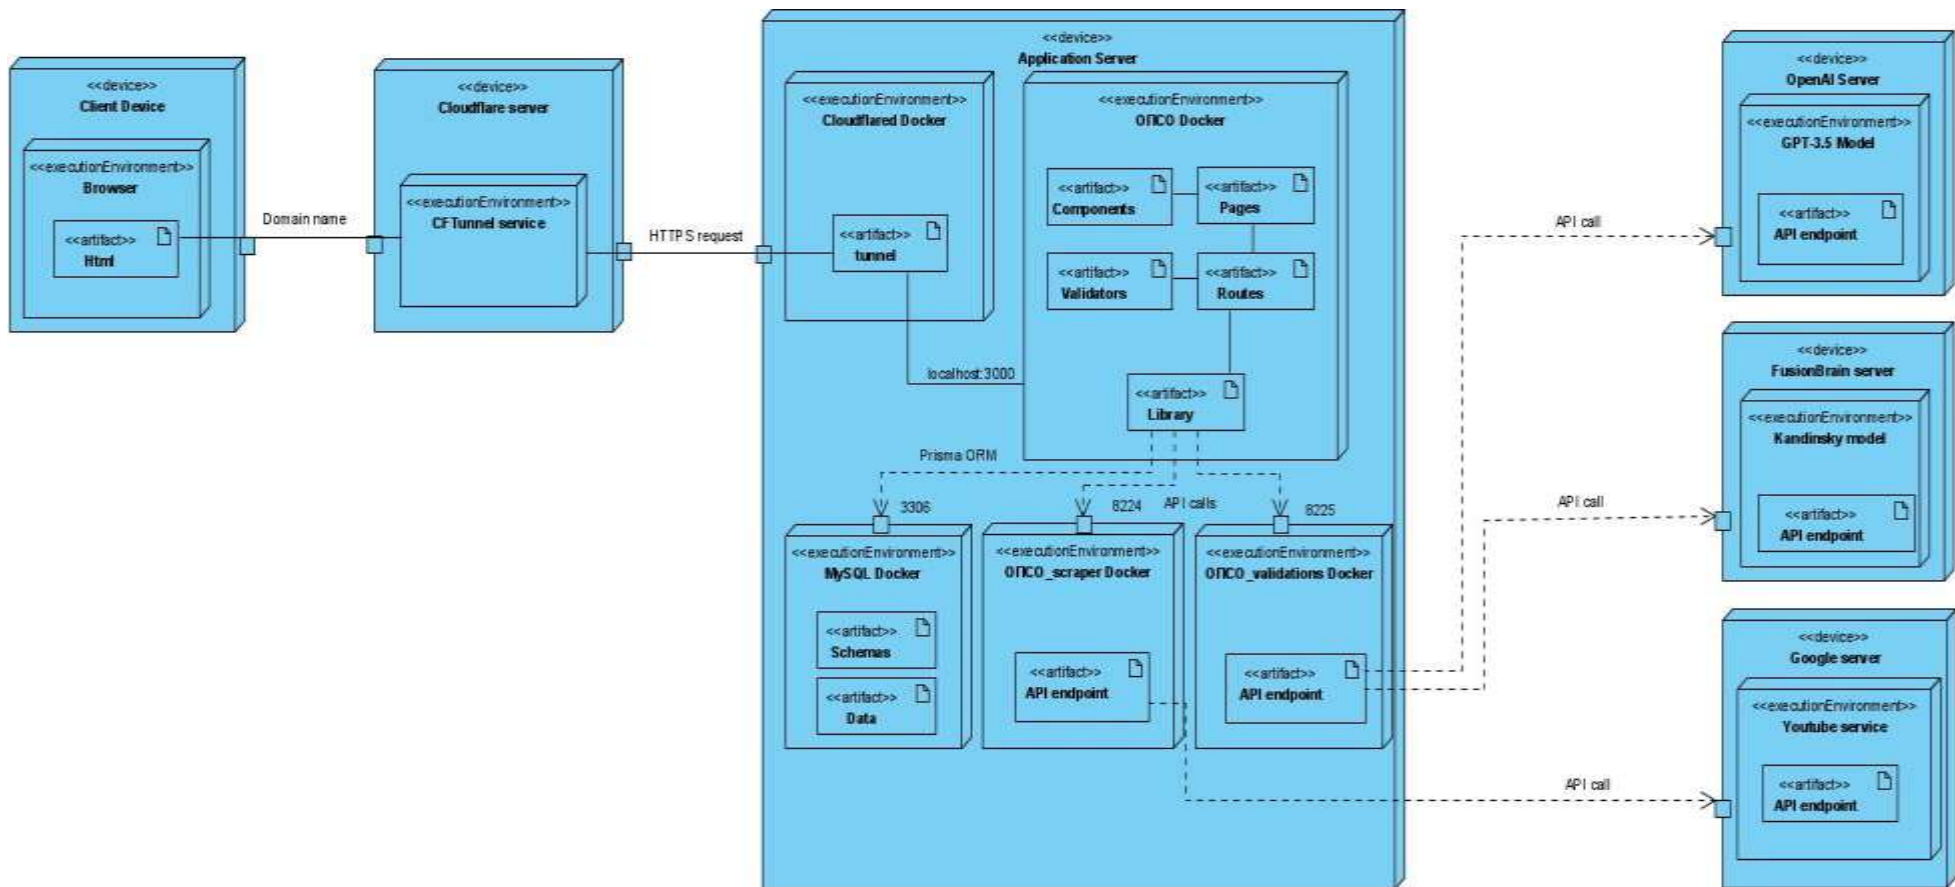 <<device>>
Client Device
<<executionEnvironment>>
Browser
<<artifact>>
Html
Domain name
<<device>>
Cloudflare server
<<executionEnvironment>>
CFTunnel service
HTTPS request
<<device>>
Application Server
<<executionEnvironment>>
Cloudflared Docker
<<artifact>>
tunnel
localhost:3000
<<executionEnvironment>>
ОПСО Docker
<<artifact>>
Components
<<artifact>>
Pages
<<artifact>>
Validators
<<artifact>>
Routes
<<artifact>>
Library
Prisma ORM
3306
8224
API calls
8225
<<executionEnvironment>>
MySQL Docker
<<artifact>>
Schemas
<<artifact>>
Data
<<executionEnvironment>>
ОПСО_scraper Docker
<<artifact>>
API endpoint
<<executionEnvironment>>
ОПСО_validations Docker
<<artifact>>
API endpoint
API call
<<device>>
OpenAI Server
<<executionEnvironment>>
GPT-3.5 Model
<<artifact>>
API endpoint
API call
<<device>>
FusionBrain server
<<executionEnvironment>>
Kandinsky model
<<artifact>>
API endpoint
API call
<<device>>
Google server
<<executionEnvironment>>
Youtube service
<<artifact>>
API endpoint